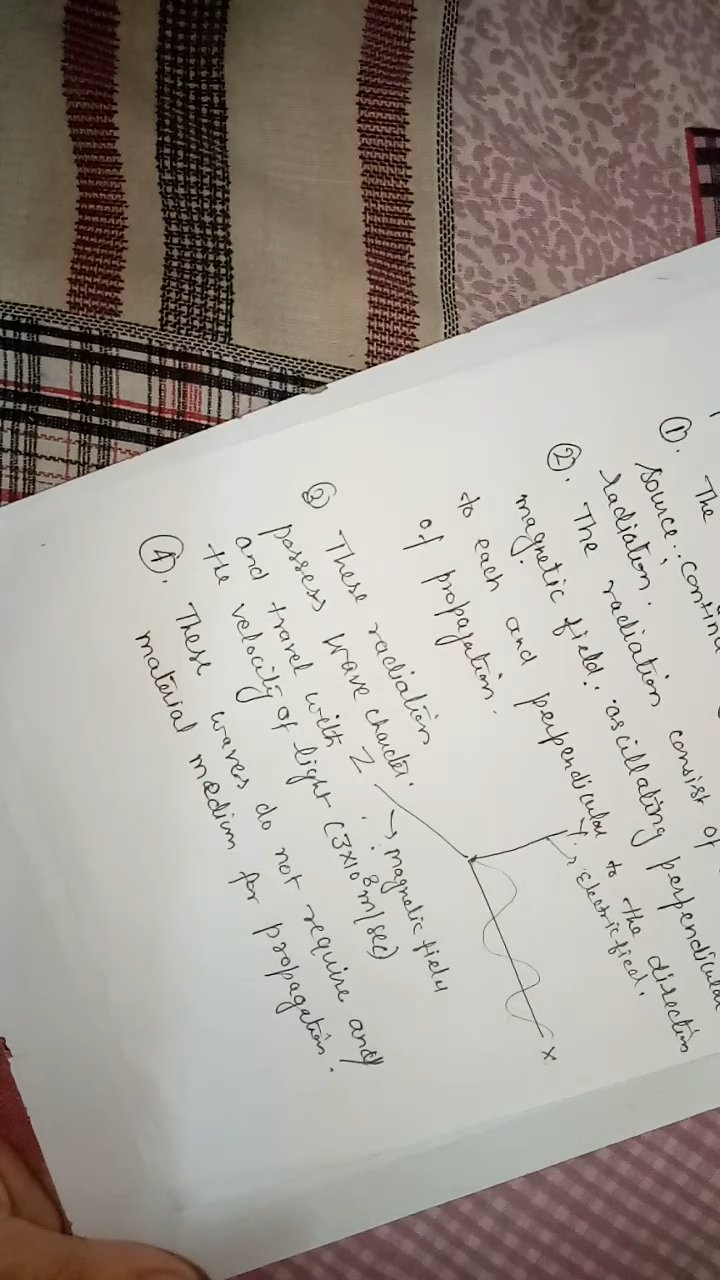 ①. The
source : contin
radiation.
②. The radiation consist of
magnetic field. oscillating perpendicular
to each and perpendicular to the direction
of propagation.
Y
Electric field.
X
Z
→ magnetic field
③ These radiation
possess wave charcter.
and travel with
the velocity of light (3×10⁸m/sec)
④. These waves do not require any
material medium for propagation.